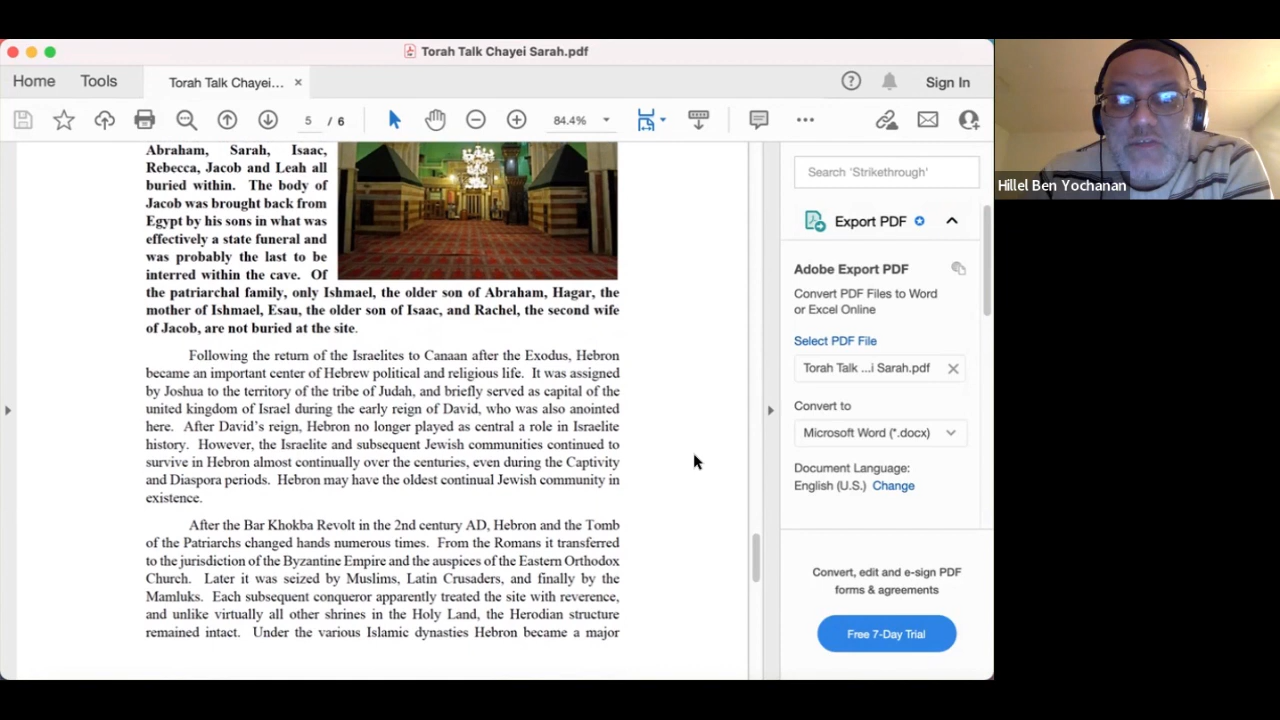 Torah Talk Chayei Sarah.pdf
Home
Tools
Torah Talk Chayei...
Sign In
5 / 6
84.4%
Abraham, Sarah, Isaac,
Rebecca, Jacob and Leah all
buried within. The body of
Jacob was brought back from
Egypt by his sons in what was
effectively a state funeral and
was probably the last to be
interred within the cave. Of
the patriarchal family, only Ishmael, the older son of Abraham, Hagar, the
mother of Ishmael, Esau, the older son of Isaac, and Rachel, the second wife
of Jacob, are not buried at the site.
Following the return of the Israelites to Canaan after the Exodus, Hebron
became an important center of Hebrew political and religious life. It was assigned
by Joshua to the territory of the tribe of Judah, and briefly served as capital of the
united kingdom of Israel during the early reign of David, who was also anointed
here. After David's reign, Hebron no longer played as central a role in Israelite
history. However, the Israelite and subsequent Jewish communities continued to
survive in Hebron almost continually over the centuries, even during the Captivity
and Diaspora periods. Hebron may have the oldest continual Jewish community in
existence.
After the Bar Khokba Revolt in the 2nd century AD, Hebron and the Tomb
of the Patriarchs changed hands numerous times. From the Romans it transferred
to the jurisdiction of the Byzantine Empire and the auspices of the Eastern Orthodox
Church. Later it was seized by Muslims, Latin Crusaders, and finally by the
Mamluks. Each subsequent conqueror apparently treated the site with reverence,
and unlike virtually all other shrines in the Holy Land, the Herodian structure
remained intact. Under the various Islamic dynasties Hebron became a major
Search 'Strikethrough'
Export PDF
Adobe Export PDF
Convert PDF Files to Word
or Excel Online
Select PDF File
Torah Talk ...i Sarah.pdf
Convert to
Microsoft Word (*.docx)
Document Language:
English (U.S.) Change
Convert, edit and e-sign PDF
forms & agreements
Free 7-Day Trial
Hillel Ben Yochanan